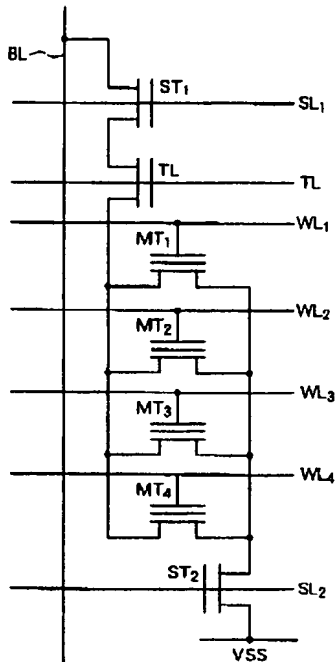 BL
ST₁
SL₁
TL
TL
WL₁
MT₁
WL₂
MT₂
WL₃
MT₃
WL₄
MT₄
ST₂
SL₂
VSS